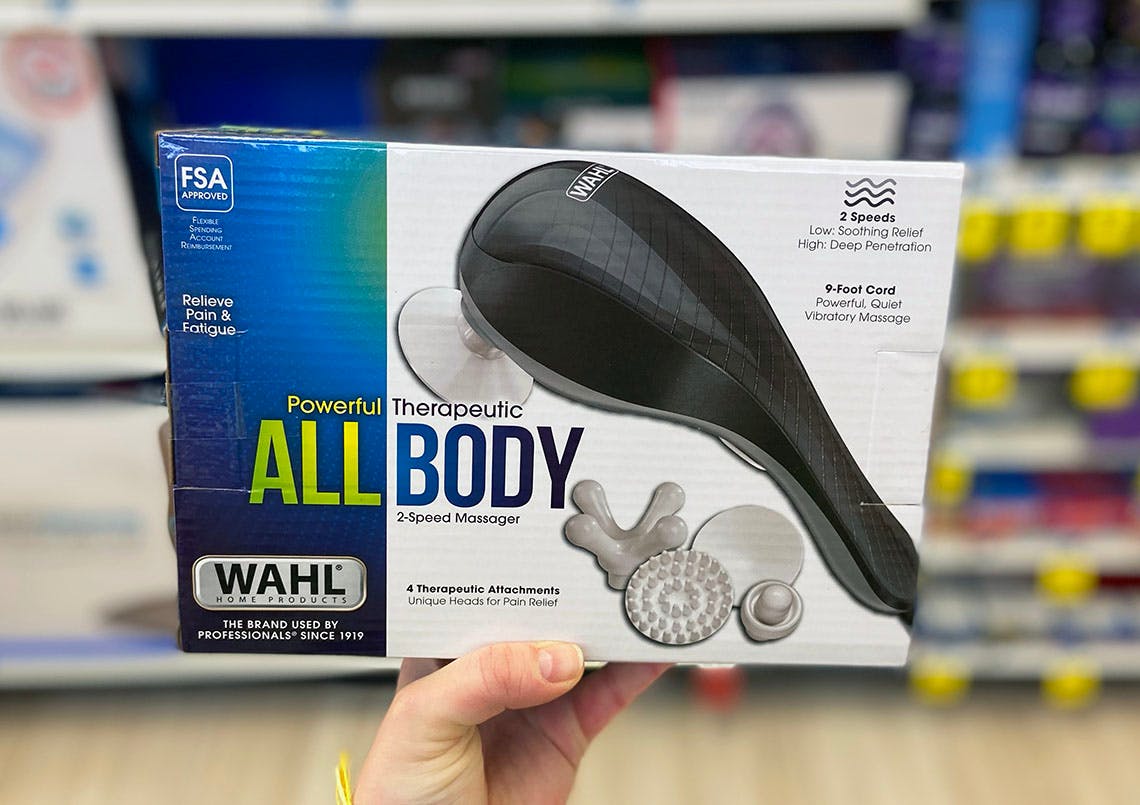 FSA
APPROVED
FLEXIBLE
SPENDING
ACCOUNT
REIMBURSEMENT
Relieve
Pain &
Fatigue
Powerful Therapeutic
ALL BODY
2-Speed Massager
WAHL®
HOME PRODUCTS
THE BRAND USED BY
PROFESSIONALS® SINCE 1919
4 Therapeutic Attachments
Unique Heads for Pain Relief
WAHL
2 Speeds
Low: Soothing Relief
High: Deep Penetration
9-Foot Cord
Powerful, Quiet
Vibratory Massage